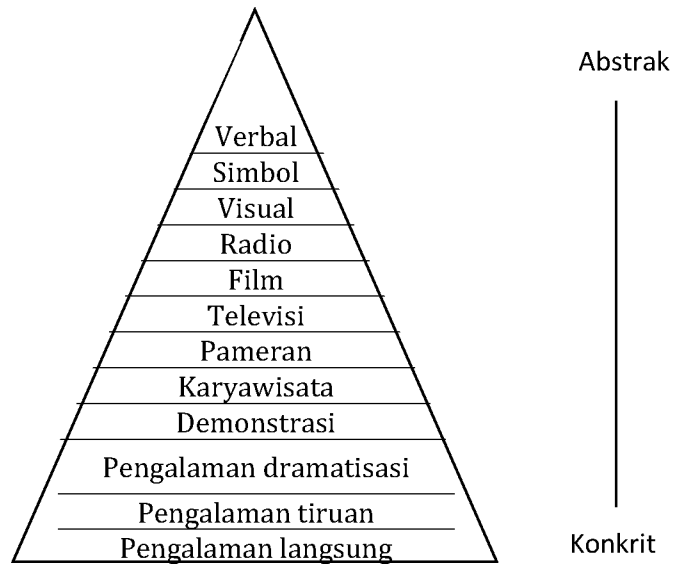 Abstrak
Verbal
Simbol
Visual
Radio
Film
Televisi
Pameran
Karyawisata
Demonstrasi
Pengalaman dramatisasi
Pengalaman tiruan
Pengalaman langsung
Konkrit